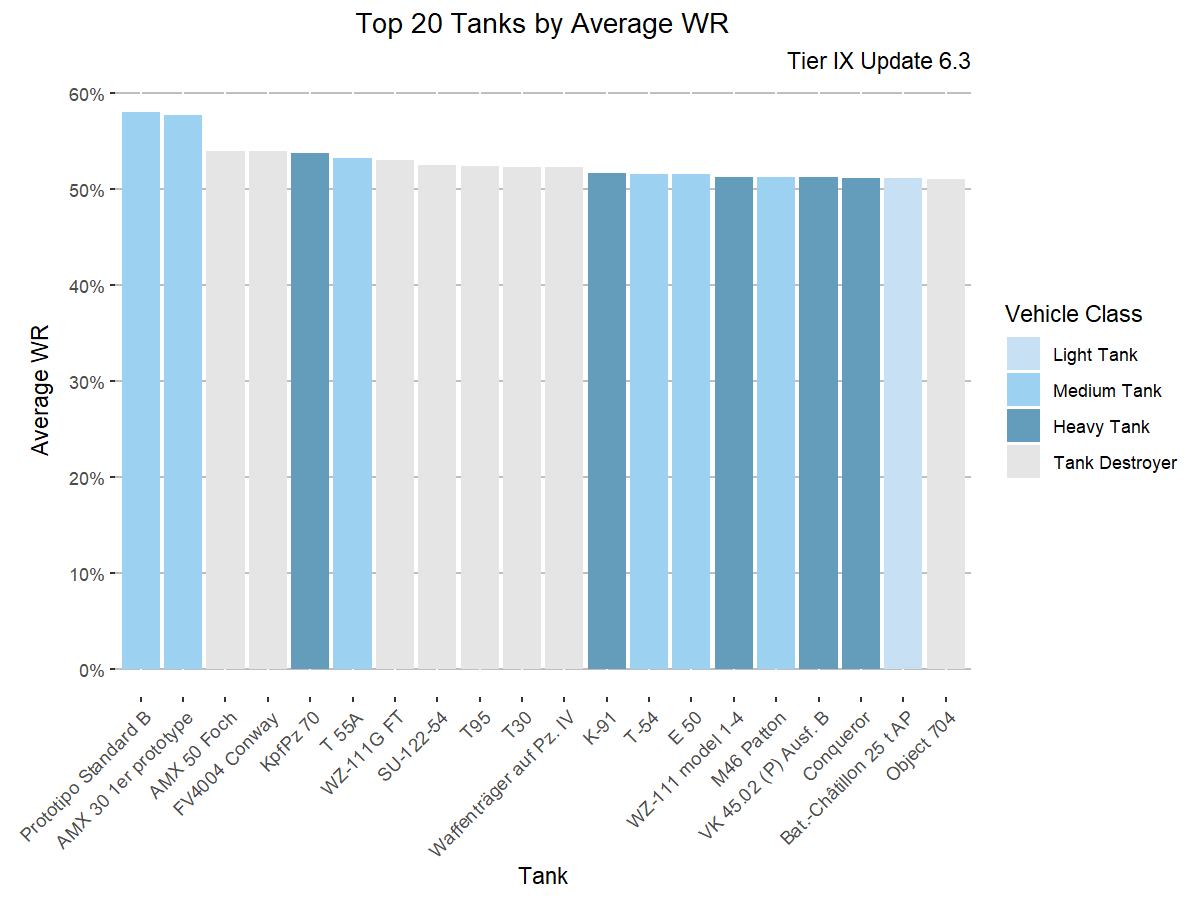 Top 20 Tanks by Average WR
Tier IX Update 6.3
60%
50%
40%
30%
20%
10%
0%
Average WR
Prototipo Standard B
AMX 30 1er prototype
AMX 50 Foch
FV4004 Conway
KpfPz 70
T 55A
WZ-111G FT
SU-122-54
T95
T30
Waffenträger auf Pz. IV
K-91
T-54
E 50
WZ-111 model 1-4
M46 Patton
VK 45.02 (P) Ausf. B
Conqueror
Bat.-Châtillon 25 t AP
Object 704
Tank
Vehicle Class
Light Tank
Medium Tank
Heavy Tank
Tank Destroyer